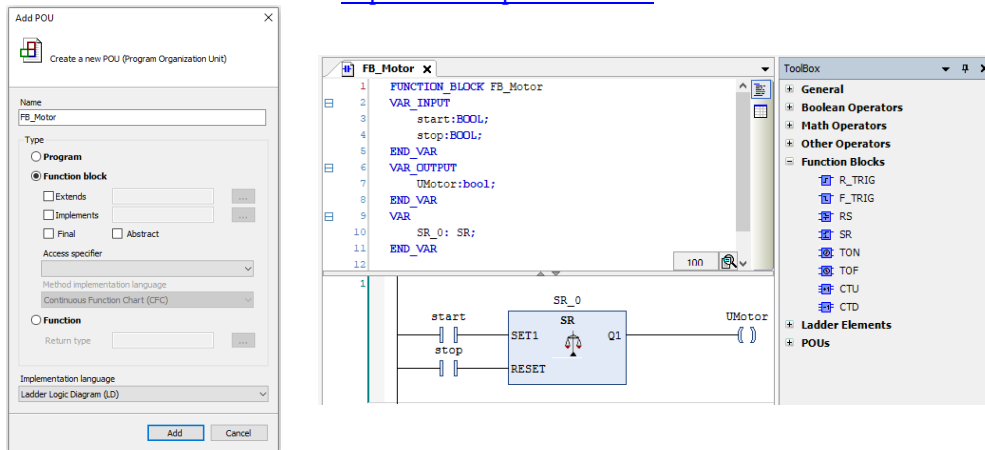 Add POU
Create a new POU (Program Organization Unit)
Name
FB_Motor
Type
Program
Function block
Extends
...
Implements
...
Final
Abstract
Access specifier
Method implementation language
Continuous Function Chart (CFC)
Function
Return type
...
Implementation language
Ladder Logic Diagram (LD)
Add
Cancel
FB_Motor
1 FUNCTION_BLOCK FB_Motor
2 VAR_INPUT
3 start:BOOL;
4 stop:BOOL;
5 END_VAR
6 VAR_OUTPUT
7 UMotor:bool;
8 END_VAR
9 VAR
10 SR_0: SR;
11 END_VAR
12
100
1
SR_0
start
SR
UMotor
SET1
Q1
stop
RESET
ToolBox
General
Boolean Operators
Math Operators
Other Operators
Function Blocks
R_TRIG
F_TRIG
RS
SR
TON
TOF
CTU
CTD
Ladder Elements
POUs